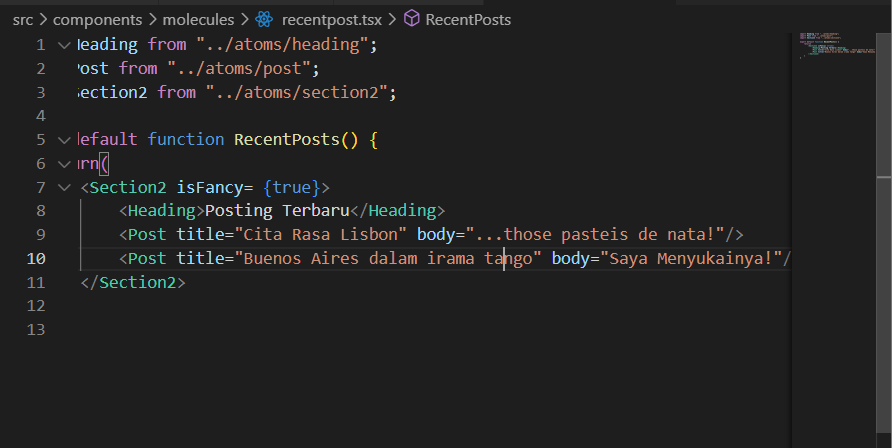 src > components > molecules > recentpost.tsx > RecentPosts
1 Heading from "../atoms/heading";
2 Post from "../atoms/post";
3 Section2 from "../atoms/section2";
4
5 default function RecentPosts() {
6 urn(
7 <Section2 isFancy= {true}>
8 <Heading>Posting Terbaru</Heading>
9 <Post title="Cita Rasa Lisbon" body="...those pasteis de nata!"/>
10 <Post title="Buenos Aires dalam irama tango" body="Saya Menyukainya!"/
11 </Section2>
12
13